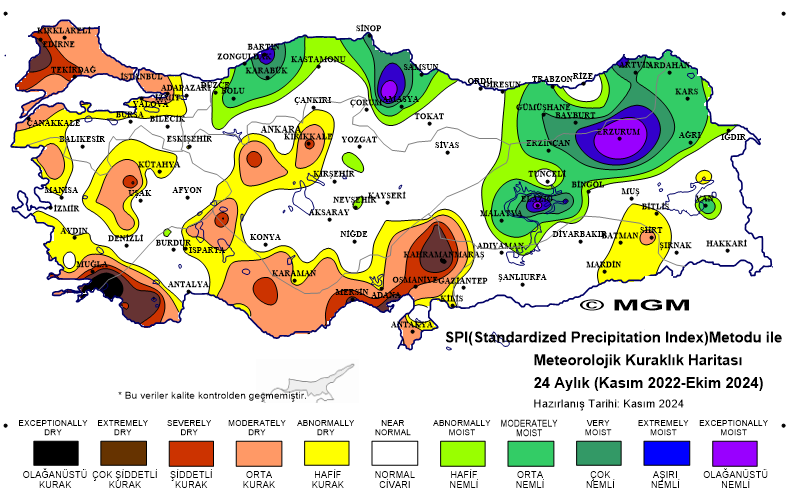 SİNOP
KIRKLARELİ
EDİRNE
TEKİRDAĞ
İSTANBUL
ZONGULDAK
BARTIN
KARABÜK
KASTAMONU
SAMSUN
ORDU
GİRESUN
TRABZON
RİZE
ARTVİN
ARDAHAN
KARS
ADAPAZARI
DÜZCE
BOLU
YALOVA
BURSA
BİLECİK
ÇANAKKALE
BALIKESİR
ESKİŞEHİR
ÇANKIRI
ÇORUM
AMASYA
TOKAT
ANKARA
KIRIKKALE
YOZGAT
SİVAS
GÜMÜŞHANE
BAYBURT
ERZURUM
ERZİNCAN
AĞRI
IĞDIR
KÜTAHYA
MANİSA
UŞAK
AFYON
İZMİR
KIRŞEHİR
NEVŞEHİR
KAYSERİ
AKSARAY
TUNCELİ
BİNGÖL
ELAZIĞ
MUŞ
BİTLİS
VAN
MALATYA
AYDIN
DENİZLİ
BURDUR
ISPARTA
KONYA
NİĞDE
ADIYAMAN
DİYARBAKIR
BATMAN
SİİRT
ŞIRNAK
HAKKARİ
MARDİN
MUĞLA
ANTALYA
KARAMAN
MERSİN
ADANA
KAHRAMANMARAŞ
OSMANİYE
GAZİANTEP
KİLİS
ŞANLIURFA
ANTAKYA
© MGM
SPI(Standardized Precipitation Index)Metodu ile
Meteorolojik Kuraklık Haritası
24 Aylık (Kasım 2022-Ekim 2024)
Hazırlanış Tarihi: Kasım 2024
* Bu veriler kalite kontrolden geçmemiştir.
EXCEPTIONALLY DRY
EXTREMELY DRY
SEVERELY DRY
MODERATELY DRY
ABNORMALLY DRY
NEAR NORMAL
ABNORMALLY MOIST
MODERATELY MOIST
VERY MOIST
EXTREMELY MOIST
EXCEPTIONALLY MOIST
OLAĞANÜSTÜ KURAK
ÇOK ŞİDDETLİ KURAK
ŞİDDETLİ KURAK
ORTA KURAK
HAFİF KURAK
NORMAL CİVARI
HAFİF NEMLİ
ORTA NEMLİ
ÇOK NEMLİ
AŞIRI NEMLİ
OLAĞANÜSTÜ NEMLİ